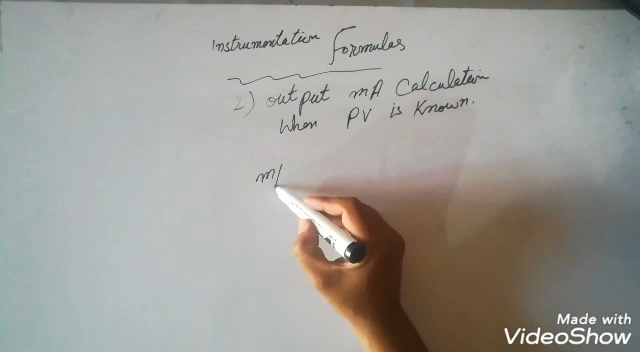 Instrumentation Formulas
2) output mA Calculation
When PV is Known.
m/
Made with
VideoShow